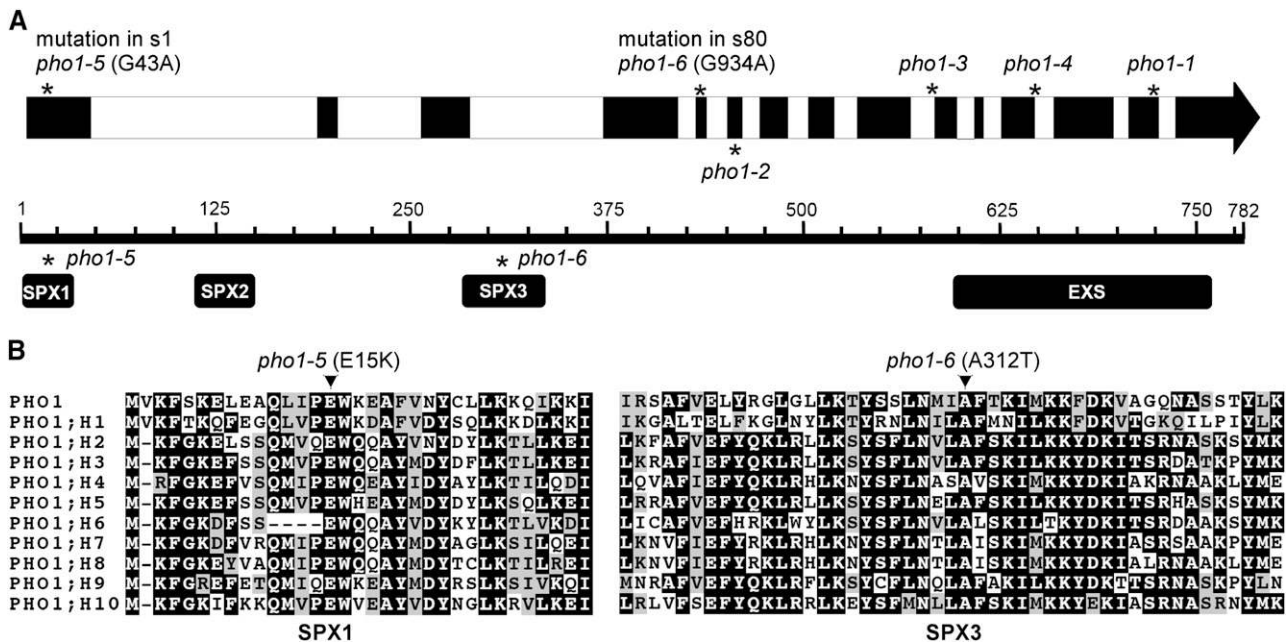 A
mutation in s1
pho1-5 (G43A)
mutation in s80
pho1-6 (G934A)
pho1-3 pho1-4 pho1-1
* * * * *
*
pho1-2
1 125 250 375 500 625 750 782
* pho1-5 * pho1-6
SPX1 SPX2 SPX3 EXS
B
pho1-5 (E15K) pho1-6 (A312T)
PHO1 MVKFSKELEAQLIPEWKEAFVNYCLLKKQIKKI IRSAFVELYRGLGLLKTYSSLNMIAFTKIMKKFDKVAGQNASSTYLK
PHO1;H1 MVKFTKQFEGQLVPEWKDAFVDYSQLKKDLKKI IKGALTELFKGLNYLKTYRNLNILAFMNILKKFDKVTGKQILPIYLK
PHO1;H2 M-KFGKELSSQMVQEWQQAYVNYDYLKTLLKEI LKFAFVEFYQKLRLLKSYSFLNVLAFSKILKKYDKITSRNASKSYMK
PHO1;H3 M-KFGKEFSSQMVPEWQQAYMDYDFLKTLLKEI LKRAFIEFYQKLRLLKSYSFLNVLAFSKILKKYDKITSRDATKPYMK
PHO1;H4 M-RFGKEFVSQMIPEWQEAYIDYAYLKTILQDI LQVAFIEFYRKLRHLKNYSFLNASAVSKIMKKYDKIAKRNAAKLYME
PHO1;H5 M-KFGKEFSSQMVPEWHEAYMDYDYLKSQLKEI LRRAFVEFYQKLRLLKSYSFLNELAFSKILKKYDKITSRHASKSYMK
PHO1;H6 M-KFGKDFSS----EWQQAYVDYKYLKTLVKDI LICAFVEFHRKLWYLKSYSFLNVLALSKILTKYDKITSRDAAKSYMK
PHO1;H7 M-KFGKDFVRQMIPEWQQAYMDYAGLKSILQEI LKNVFIEFYRKLRHLKNYSFLNTLAISKIMKKYDKIASRSAAKPYME
PHO1;H8 M-KFGKEYVAQMIPEWQQAYMDYTCLKTILREI LKNVFIEFYRKLRHLKNYSFLNTLAISKIMKKYDKIALRNAAKLYME
PHO1;H9 M-KFGREFETQMIQEWKEAYMDYRSLKSIVKQI MNRAFVEFYQKLRFLKSYCFLNQLAFAKILKKYDKTTSRNASKPYLN
PHO1;H10 M-KFGKIFKKQMVPEWVEAYVDYNGLKRVLKEI LRLVFSEFYQKLRRLKEYSFMNLLAFSKIMKKYEKIASRNASRNYMK
SPX1 SPX3